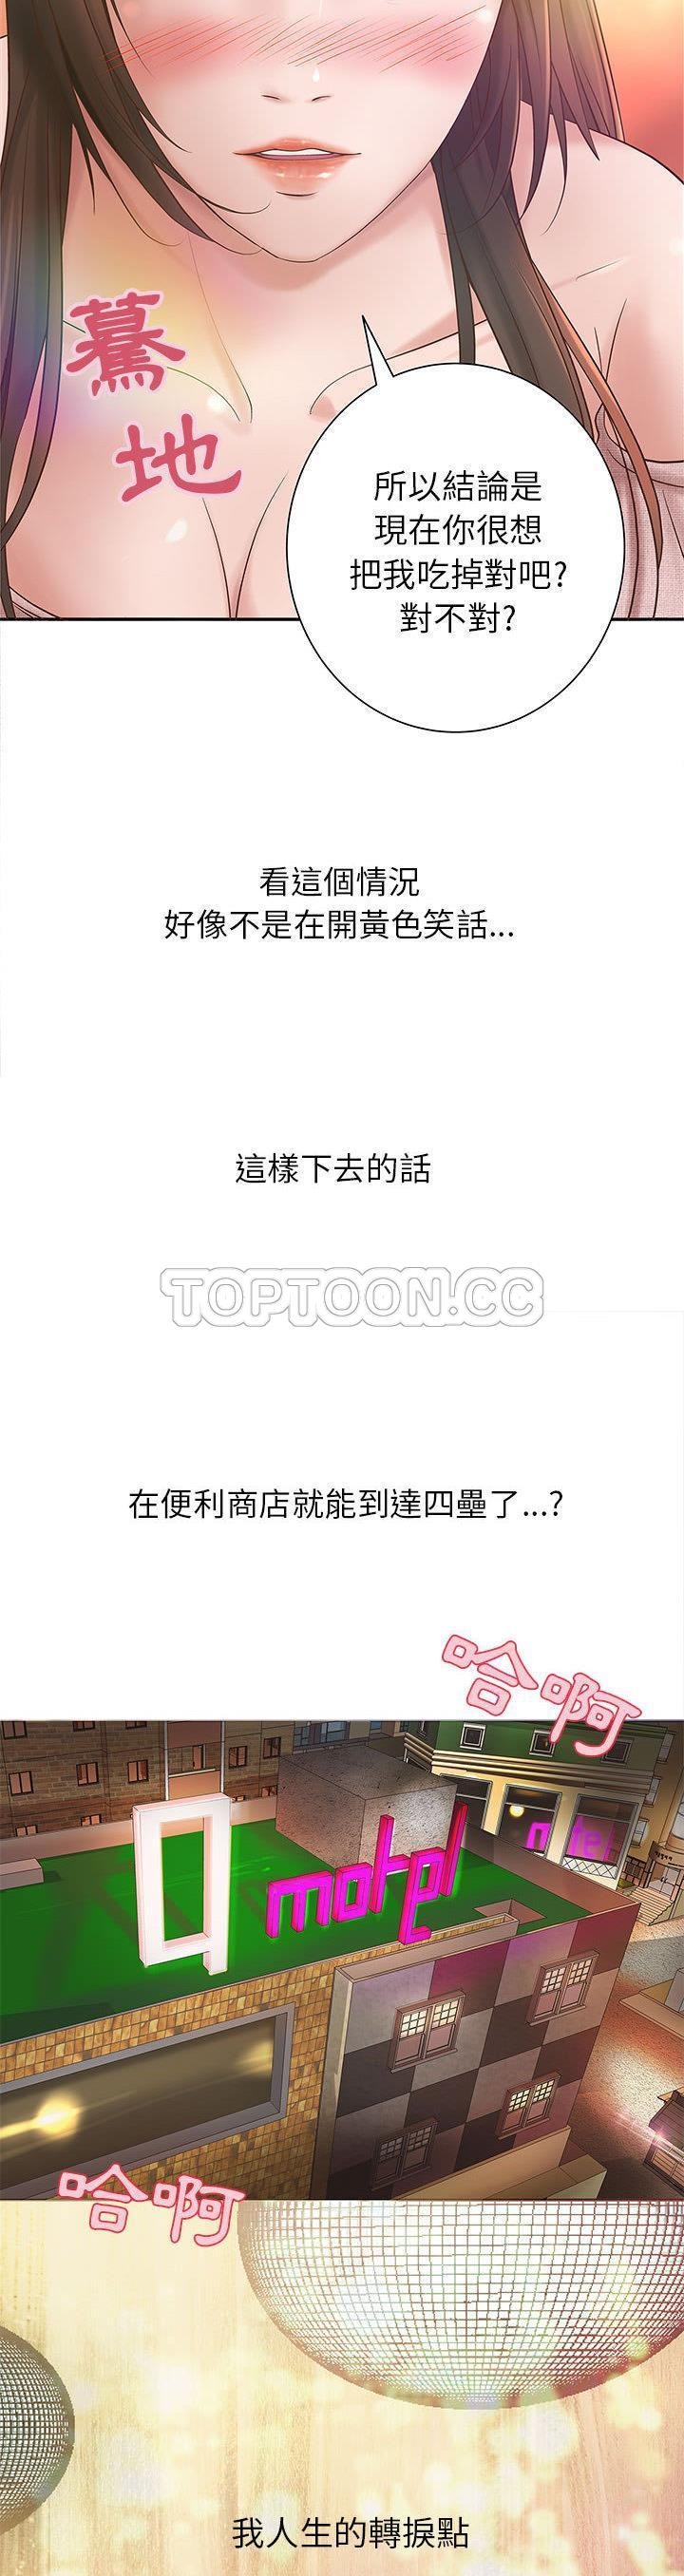 驀
地
所以結論是
現在你很想
把我吃掉對吧?
對不對?
看這個情況
好像不是在開黃色笑話...
這樣下去的話
TOPTOON.CC
在便利商店就能到達四壘了...?
哈啊
q motel
motel
哈啊
我人生的轉捩點